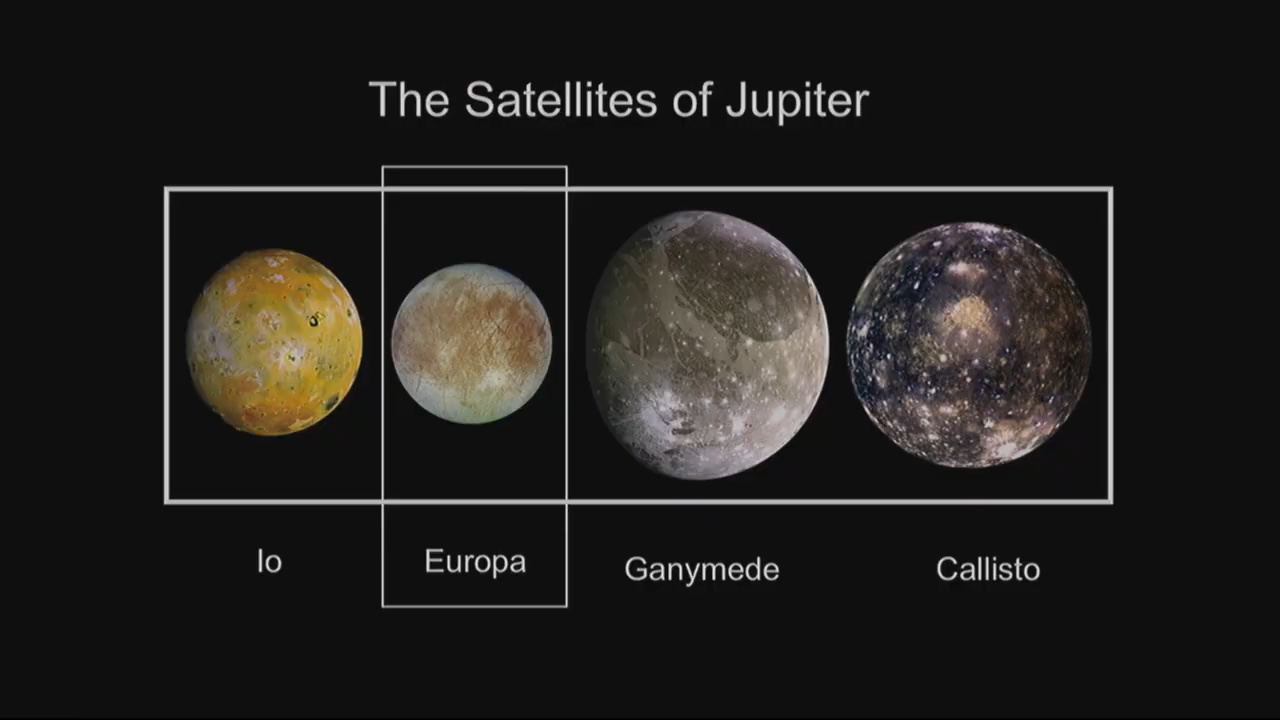 The Satellites of Jupiter
Io
Europa
Ganymede
Callisto